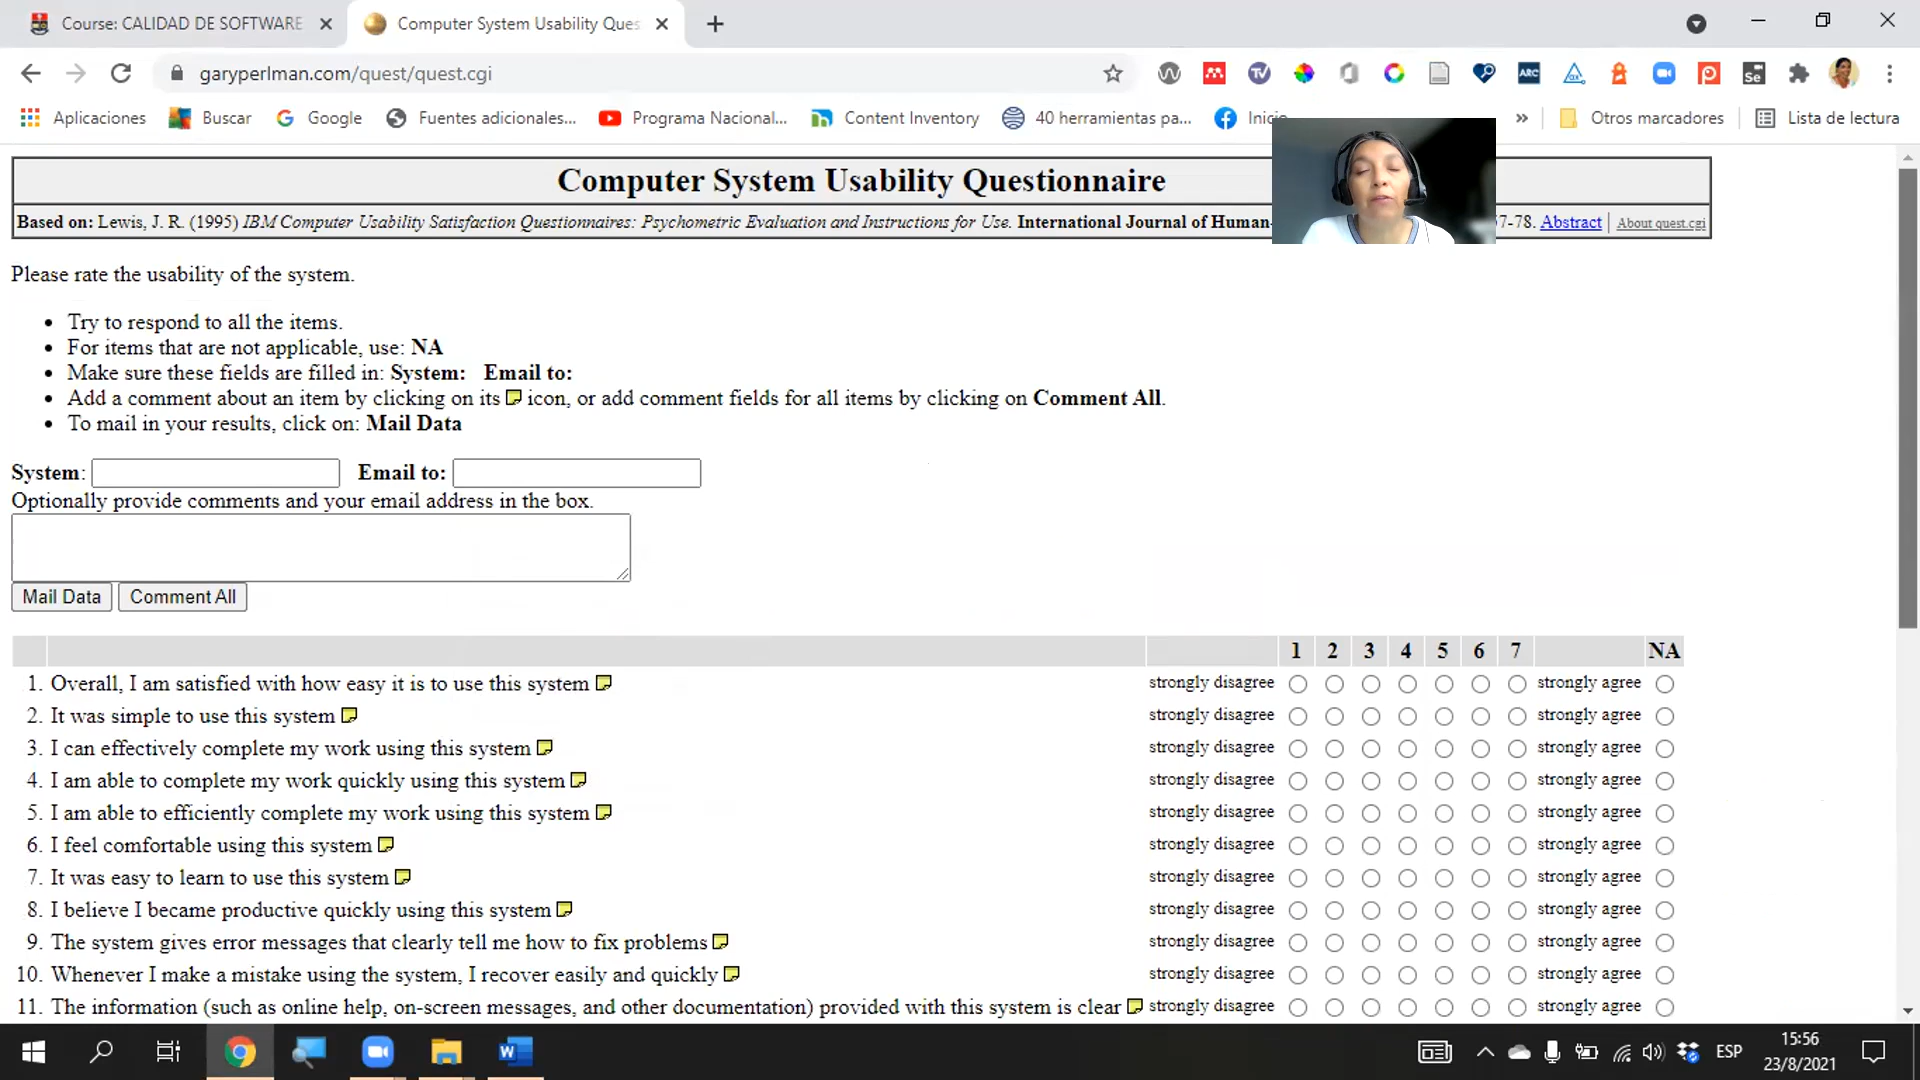 Course: CALIDAD DE SOFTWARE
Computer System Usability Ques
garyperlman.com/quest/quest.cgi
ARC
Se
Aplicaciones
Buscar
Google
Fuentes adicionales...
Programa Nacional...
Content Inventory
40 herramientas pa...
Inicio
»
Otros marcadores
Lista de lectura
Computer System Usability Questionnaire
Based on: Lewis, J. R. (1995) IBM Computer Usability Satisfaction Questionnaires: Psychometric Evaluation and Instructions for Use. International Journal of Human- 7-78. Abstract | About quest.cgi
Please rate the usability of the system.
• Try to respond to all the items.
• For items that are not applicable, use: NA
• Make sure these fields are filled in: System: Email to:
• Add a comment about an item by clicking on its icon, or add comment fields for all items by clicking on Comment All.
• To mail in your results, click on: Mail Data
System: Email to:
Optionally provide comments and your email address in the box.
Mail Data Comment All
1 2 3 4 5 6 7 NA
1. Overall, I am satisfied with how easy it is to use this system strongly disagree strongly agree
2. It was simple to use this system strongly disagree strongly agree
3. I can effectively complete my work using this system strongly disagree strongly agree
4. I am able to complete my work quickly using this system strongly disagree strongly agree
5. I am able to efficiently complete my work using this system strongly disagree strongly agree
6. I feel comfortable using this system strongly disagree strongly agree
7. It was easy to learn to use this system strongly disagree strongly agree
8. I believe I became productive quickly using this system strongly disagree strongly agree
9. The system gives error messages that clearly tell me how to fix problems strongly disagree strongly agree
10. Whenever I make a mistake using the system, I recover easily and quickly strongly disagree strongly agree
11. The information (such as online help, on-screen messages, and other documentation) provided with this system is clear strongly disagree strongly agree
ESP
15:56
23/8/2021